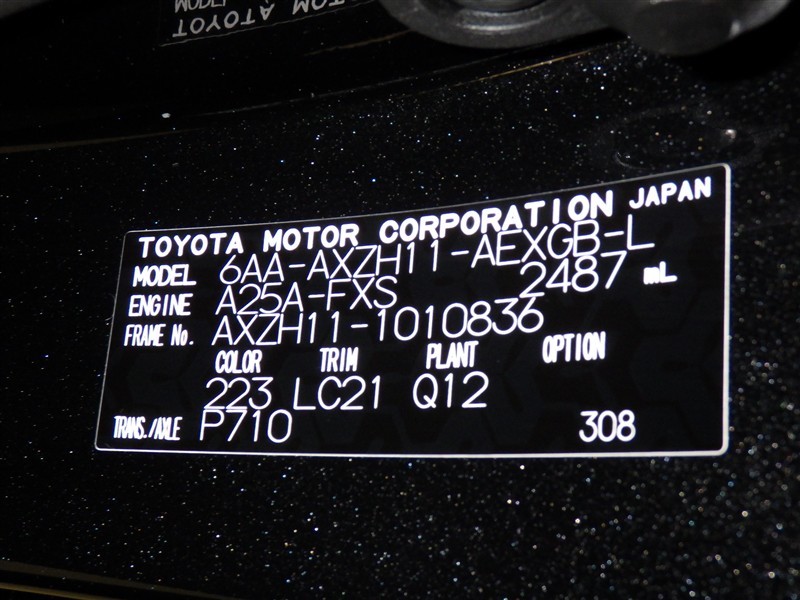 TOYOTA MOTOR CORPORATION JAPAN
MODEL 6AA-AXZH11-AEXGB-L
ENGINE A25A-FXS 2487 mL
FRAME No. AXZH11-1010836
COLOR TRIM PLANT OPTION
223 LC21 Q12
TRANS./AXLE P710 308